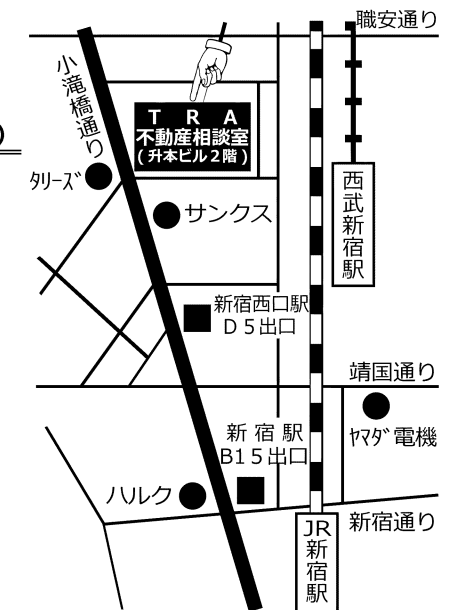 職安通り
小滝橋通り
TRA
不動産相談室
(升本ビル2階)
ﾀﾘｰｽﾞ
サンクス
西武新宿駅
新宿西口駅
D5出口
靖国通り
ﾔﾏﾀﾞ電機
新宿駅
B15出口
ハルク
新宿通り
JR新宿駅